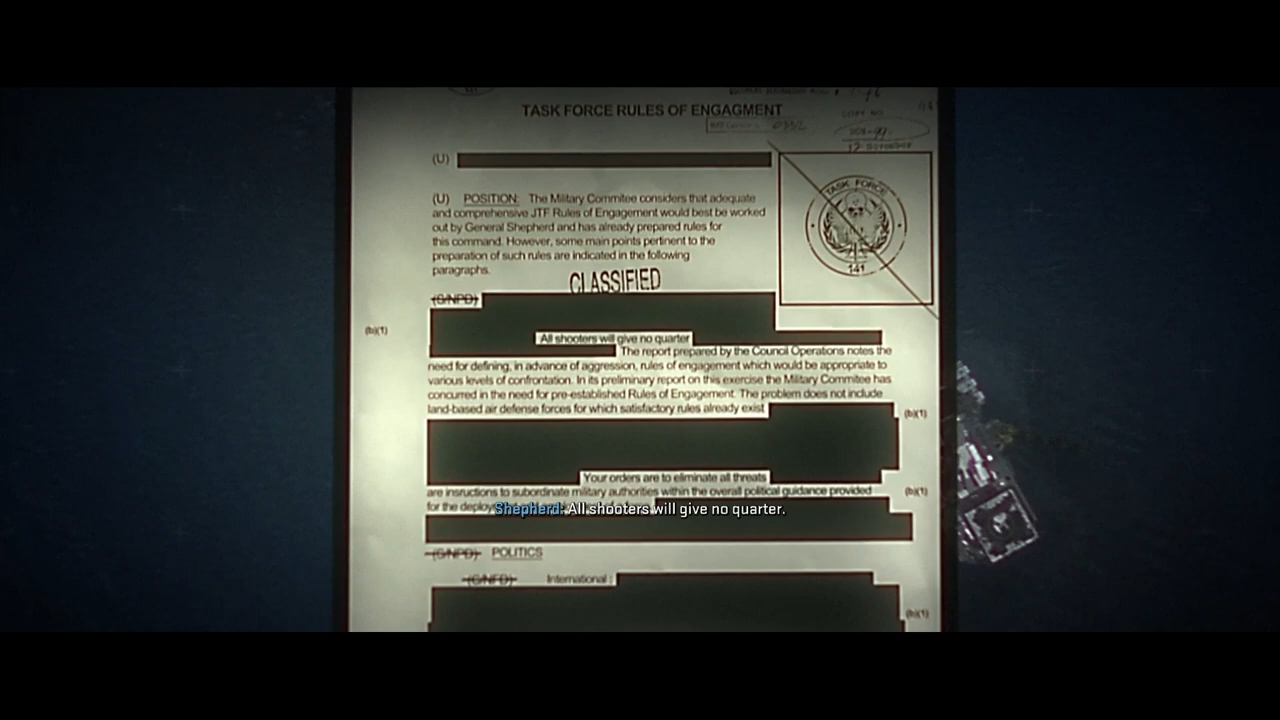 TASK FORCE RULES OF ENGAGMENT
COPY NO
(U)
(U) POSITION: The Military Commitee considers that adequate
and comprehensive JTF Rules of Engagement would best be worked
out by General Shepherd and has already prepared rules for
this command. However, some main points pertinent to the
preparation of such rules are indicated in the following
paragraphs.
TASK FORCE
141
CLASSIFIED
(S/NPD)
(b)(1)
All shooters will give no quarter
The report prepared by the Council Operations notes the
need for defining, in advance of aggression, rules of engagement which would be appropriate to
various levels of confrontation. In its preliminary report on this exercise the Military Commitee has
concurred in the need for pre-established Rules of Engagement. The problem does not include
land-based air defense forces for which satisfactory rules already exist
(b)(1)
Your orders are to eliminate all threats
are insructions to subordinate military authorities within the overall political guidance provided
(b)(1)
for the deploy
Shepherd: All shooters will give no quarter.
(S/NPD) POLITICS
(S/NFD) International :
(b)(1)